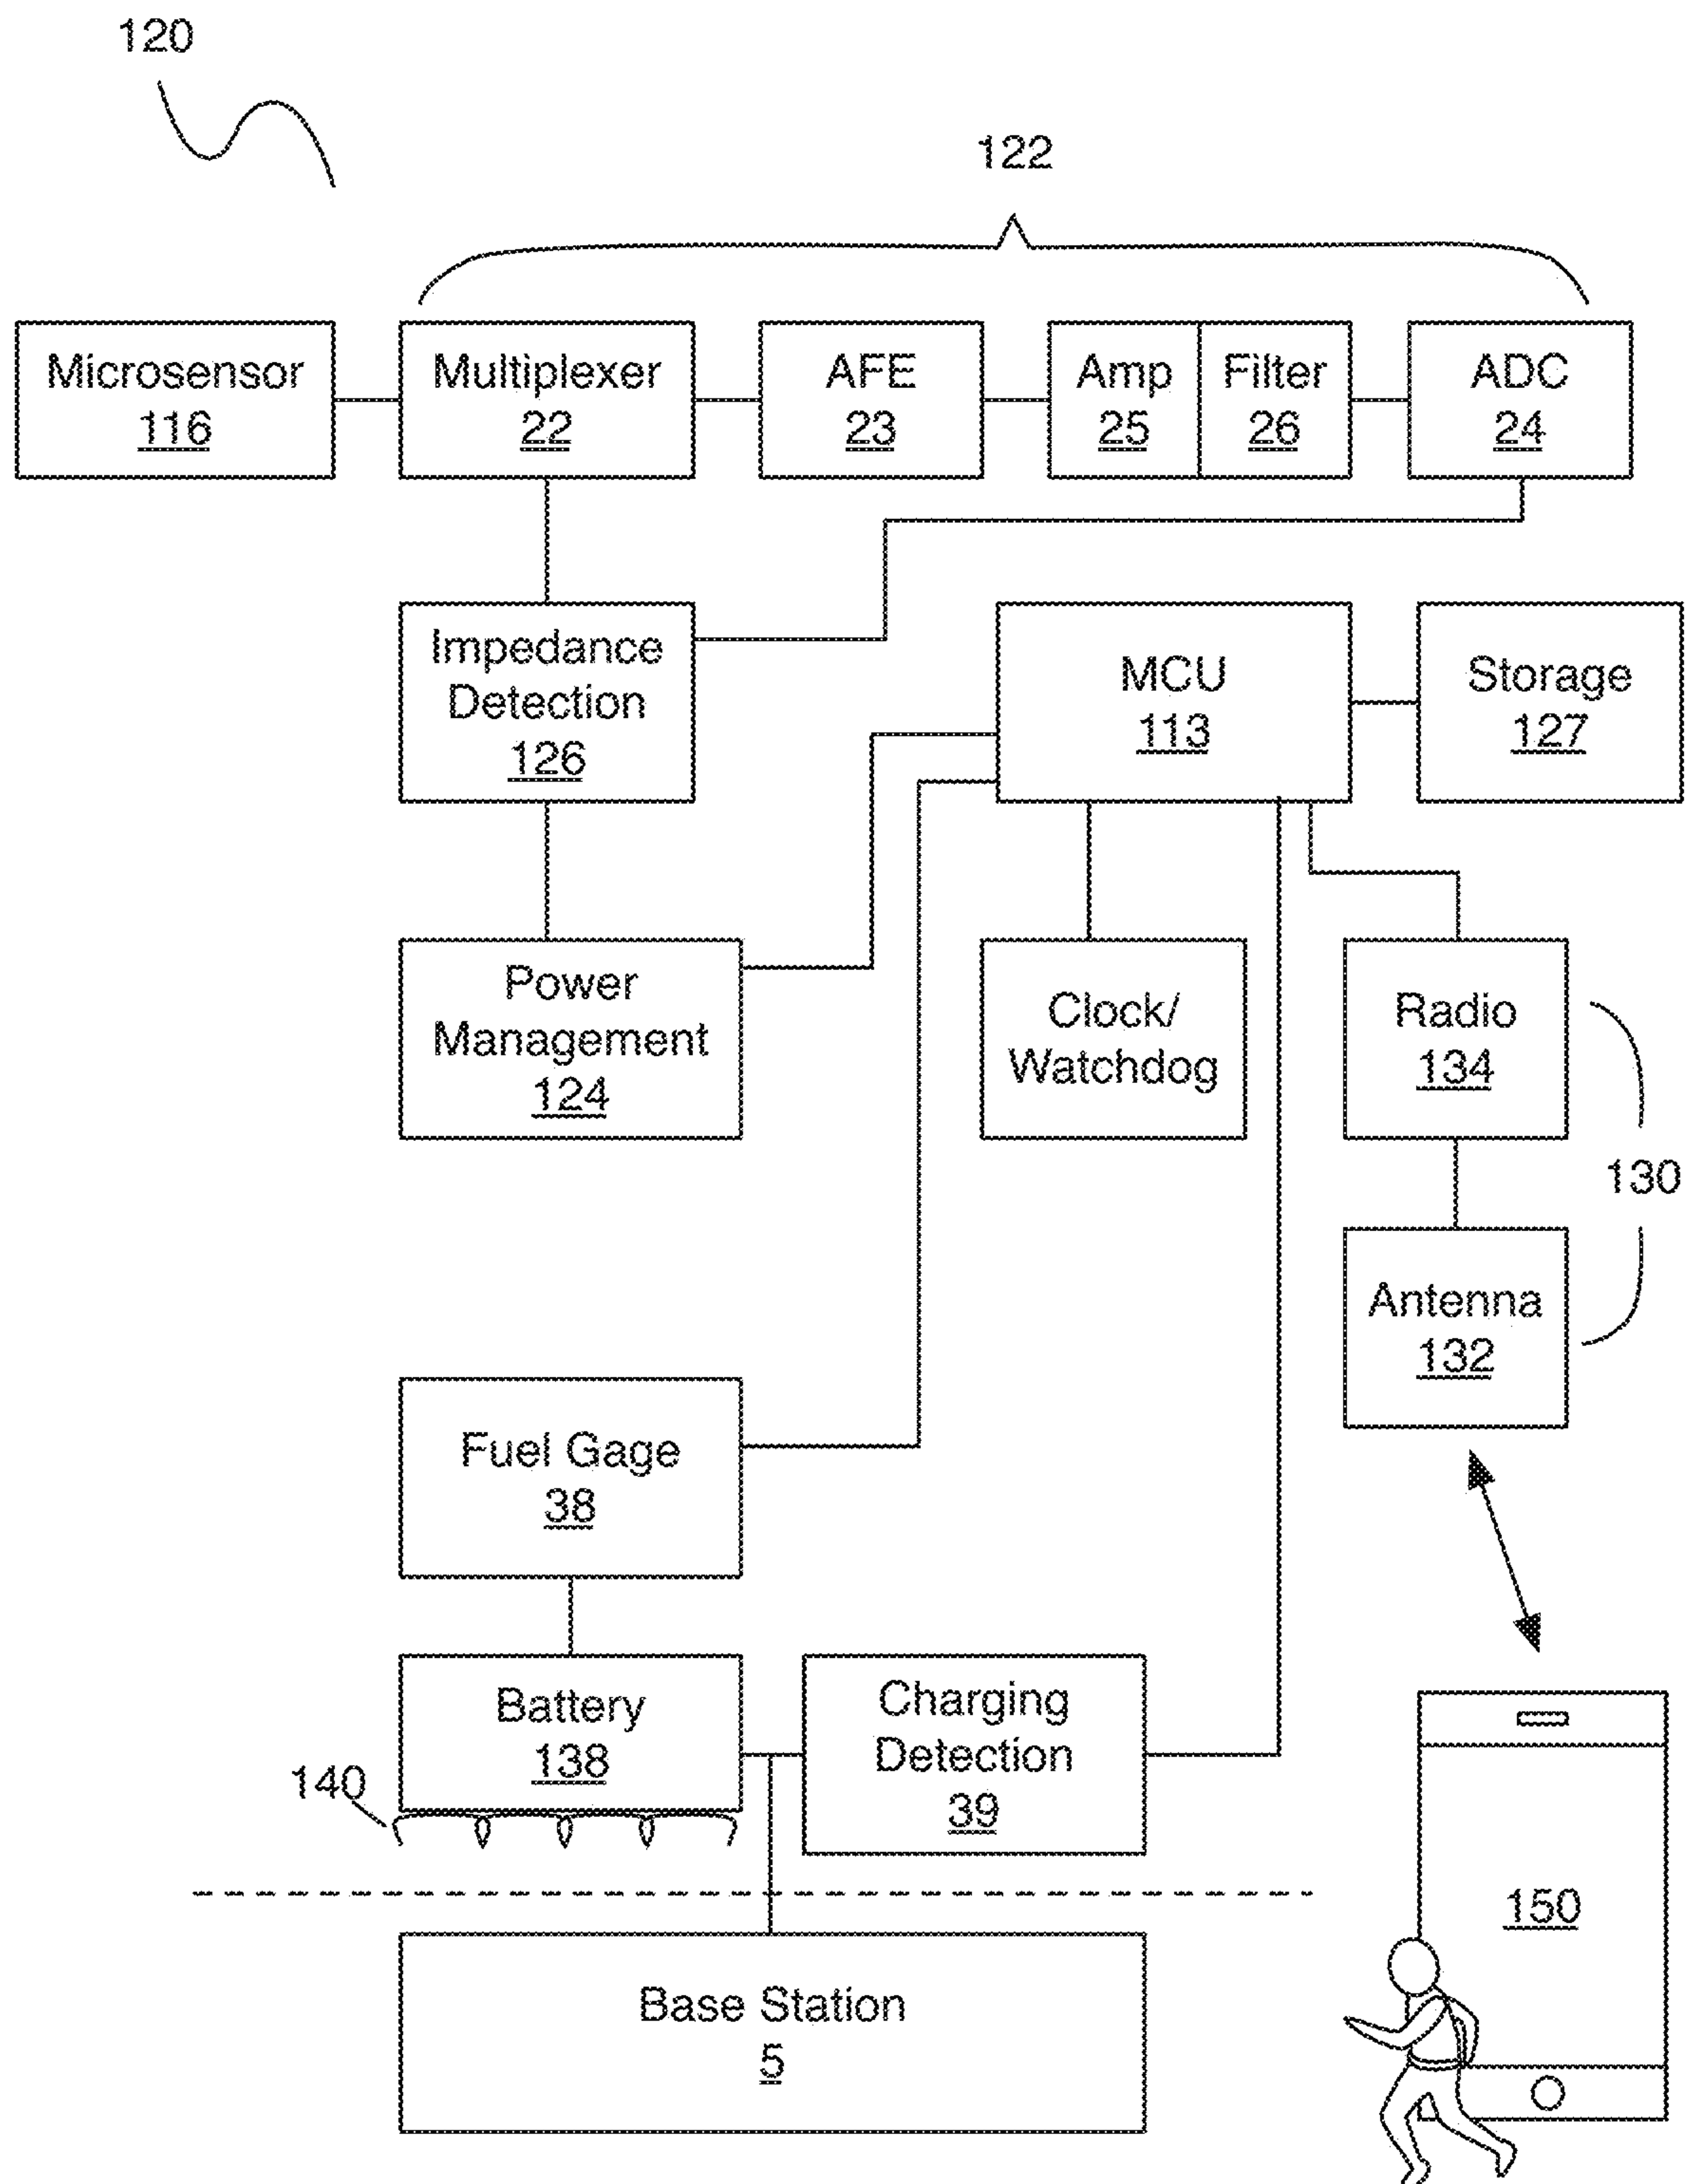 120
122
Microsensor
116
Multiplexer
22
AFE
23
Amp
25
Filter
26
ADC
24
Impedance
Detection
126
MCU
113
Storage
127
Power
Management
124
Clock/
Watchdog
Radio
134
130
Antenna
132
Fuel Gage
38
Battery
138
140
Charging
Detection
39
150
Base Station
5